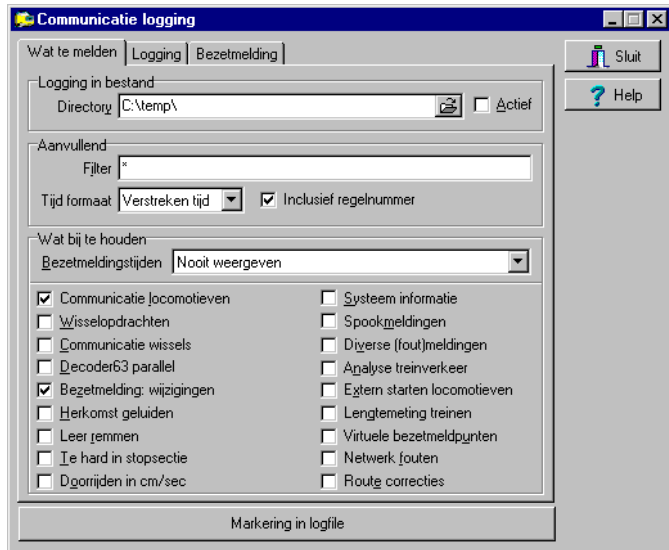 Communicatie logging
Wat te melden Logging Bezetmelding
Sluit
Help
Logging in bestand
Directory C:\temp\ Actief
Aanvullend
Filter *
Tijd formaat Verstreken tijd Inclusief regelnummer
Wat bij te houden
Bezetmeldingstijden Nooit weergeven
Communicatie locomotieven Systeem informatie
Wisselopdrachten Spookmeldingen
Communicatie wissels Diverse (fout)meldingen
Decoder63 parallel Analyse treinverkeer
Bezetmelding: wijzigingen Extern starten locomotieven
Herkomst geluiden Lengtemeting treinen
Leer remmen Virtuele bezetmeldpunten
Te hard in stopsectie Netwerk fouten
Doorrijden in cm/sec Route correcties
Markering in logfile